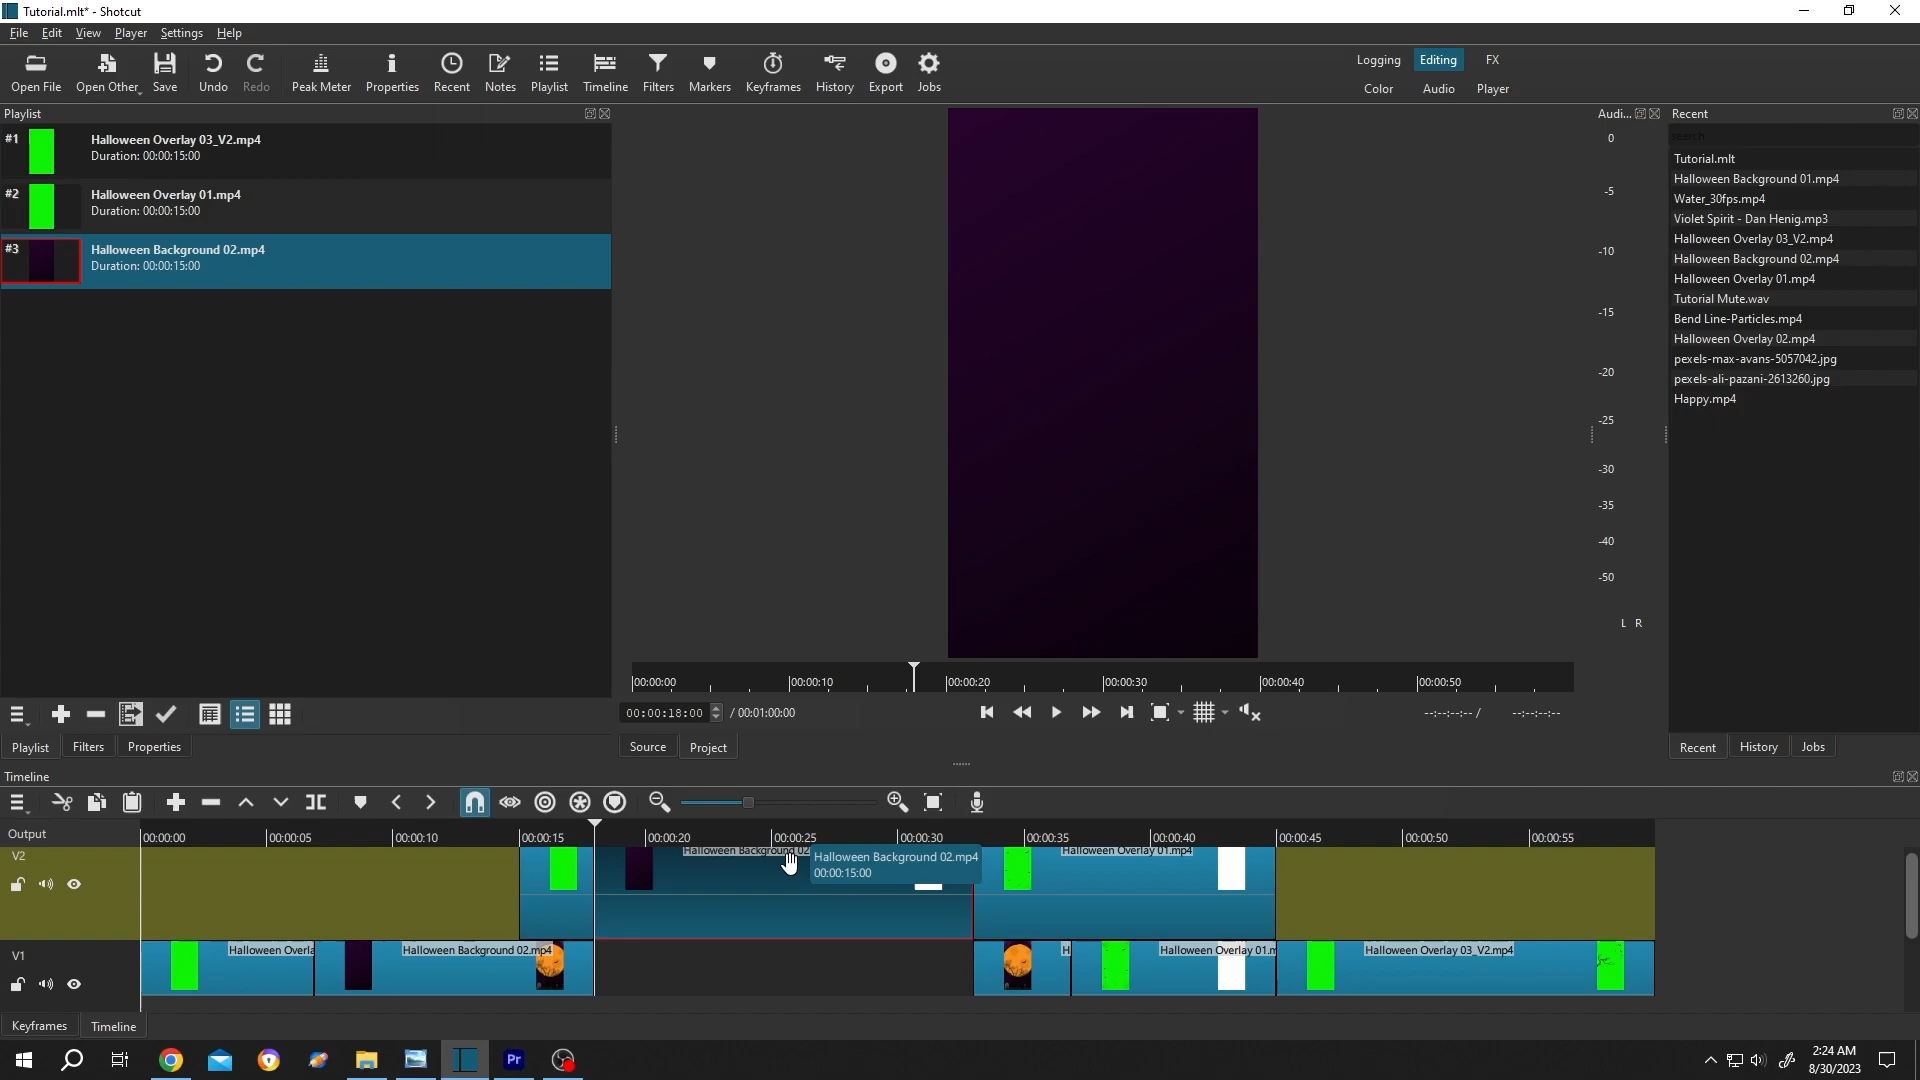 Tutorial.mlt* - Shotcut
File Edit View Player Settings Help
Open File Open Other Save Undo Redo Peak Meter Properties Recent Notes Playlist Timeline Filters Markers Keyframes History Export Jobs
Logging Editing FX
Color Audio Player
Playlist
#1 Halloween Overlay 03_V2.mp4
Duration: 00:00:15:00
#2 Halloween Overlay 01.mp4
Duration: 00:00:15:00
#3 Halloween Background 02.mp4
Duration: 00:00:15:00
Audi...
0
-5
-10
-15
-20
-25
-30
-35
-40
-50
L R
Recent
search
Tutorial.mlt
Halloween Background 01.mp4
Water_30fps.mp4
Violet Spirit - Dan Henig.mp3
Halloween Overlay 03_V2.mp4
Halloween Background 02.mp4
Halloween Overlay 01.mp4
Tutorial Mute.wav
Bend Line-Particles.mp4
Halloween Overlay 02.mp4
pexels-max-avans-5057042.jpg
pexels-ali-pazani-2613260.jpg
Happy.mp4
00:00:00 00:00:10 00:00:20 00:00:30 00:00:40 00:00:50
00:00:18:00 / 00:01:00:00
--:--:--:-- / --:--:--:--
Playlist Filters Properties
Source Project
Recent History Jobs
Timeline
Output
00:00:00 00:00:05 00:00:10 00:00:15 00:00:20 00:00:25 00:00:30 00:00:35 00:00:40 00:00:45 00:00:50 00:00:55
V2
Halloween Background 02
Halloween Background 02.mp4
00:00:15:00
Halloween Overlay 01.mp4
V1
Halloween Overla
Halloween Background 02.mp4
H
Halloween Overlay 01.m
Halloween Overlay 03_V2.mp4
Keyframes Timeline
Pr
2:24 AM
8/30/2023